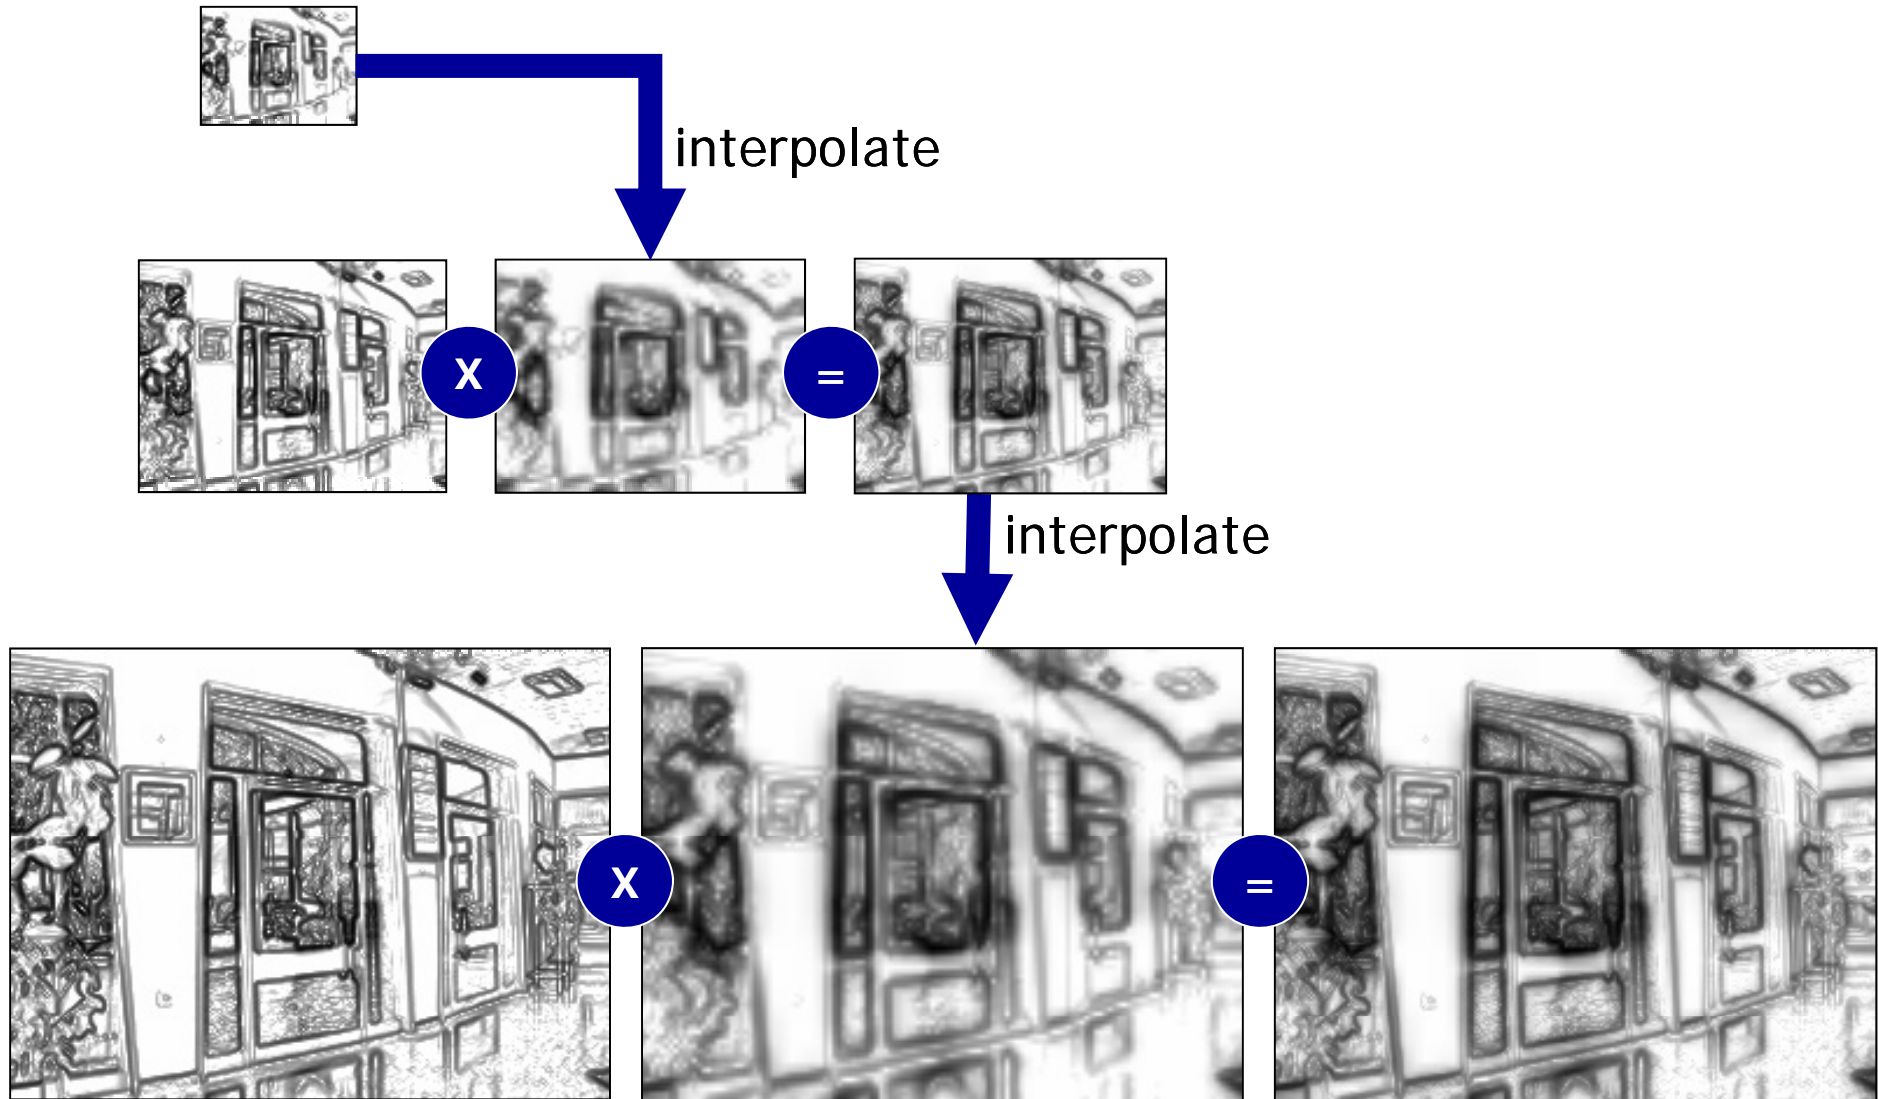 interpolate
X
=
interpolate
X
=